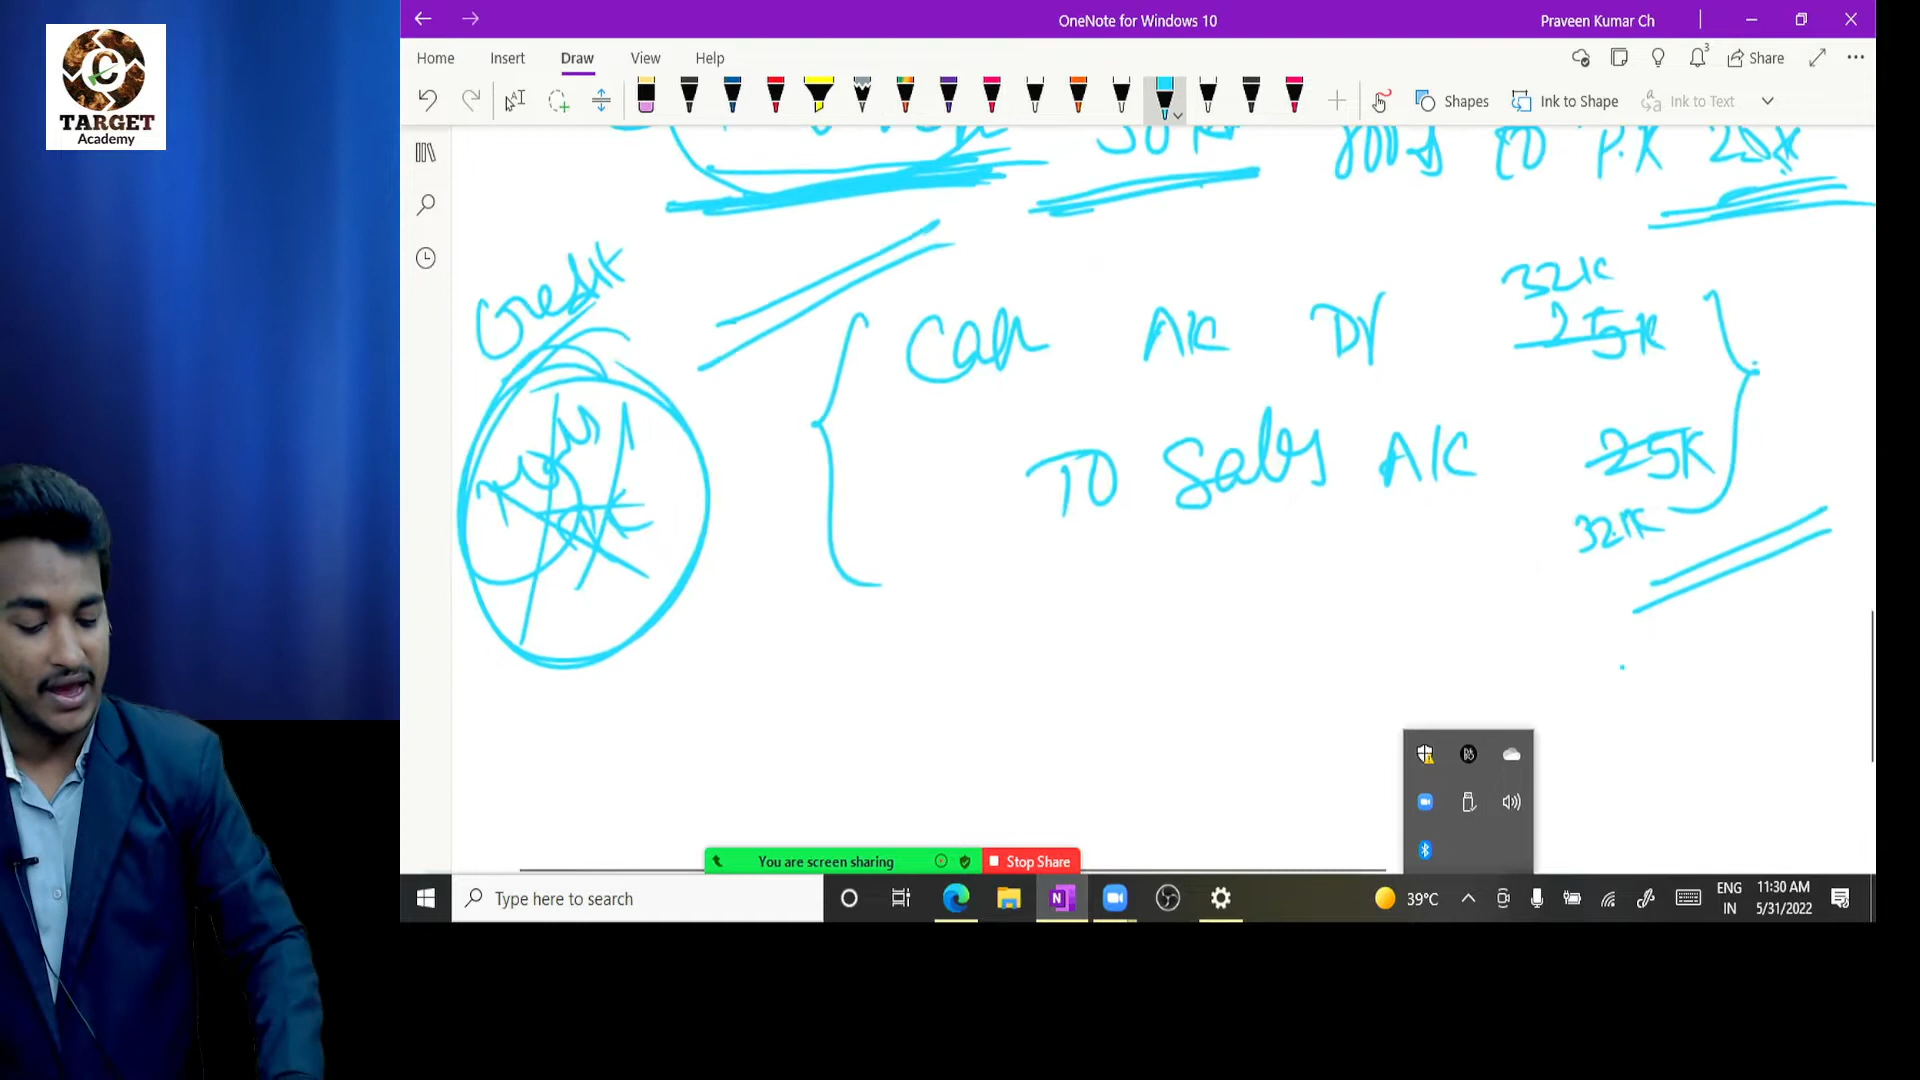 TARGET
Academy
OneNote for Windows 10
Praveen Kumar Ch
Home Insert Draw View Help
3
Share
Shapes
Ink to Shape
Ink to Text
P.K 25K
Credit
32K
Cash A/c Dr 25K
TO Sales A/c 25K
32K
You are screen sharing
Stop Share
Type here to search
N
39°C
ENG
IN
11:30 AM
5/31/2022